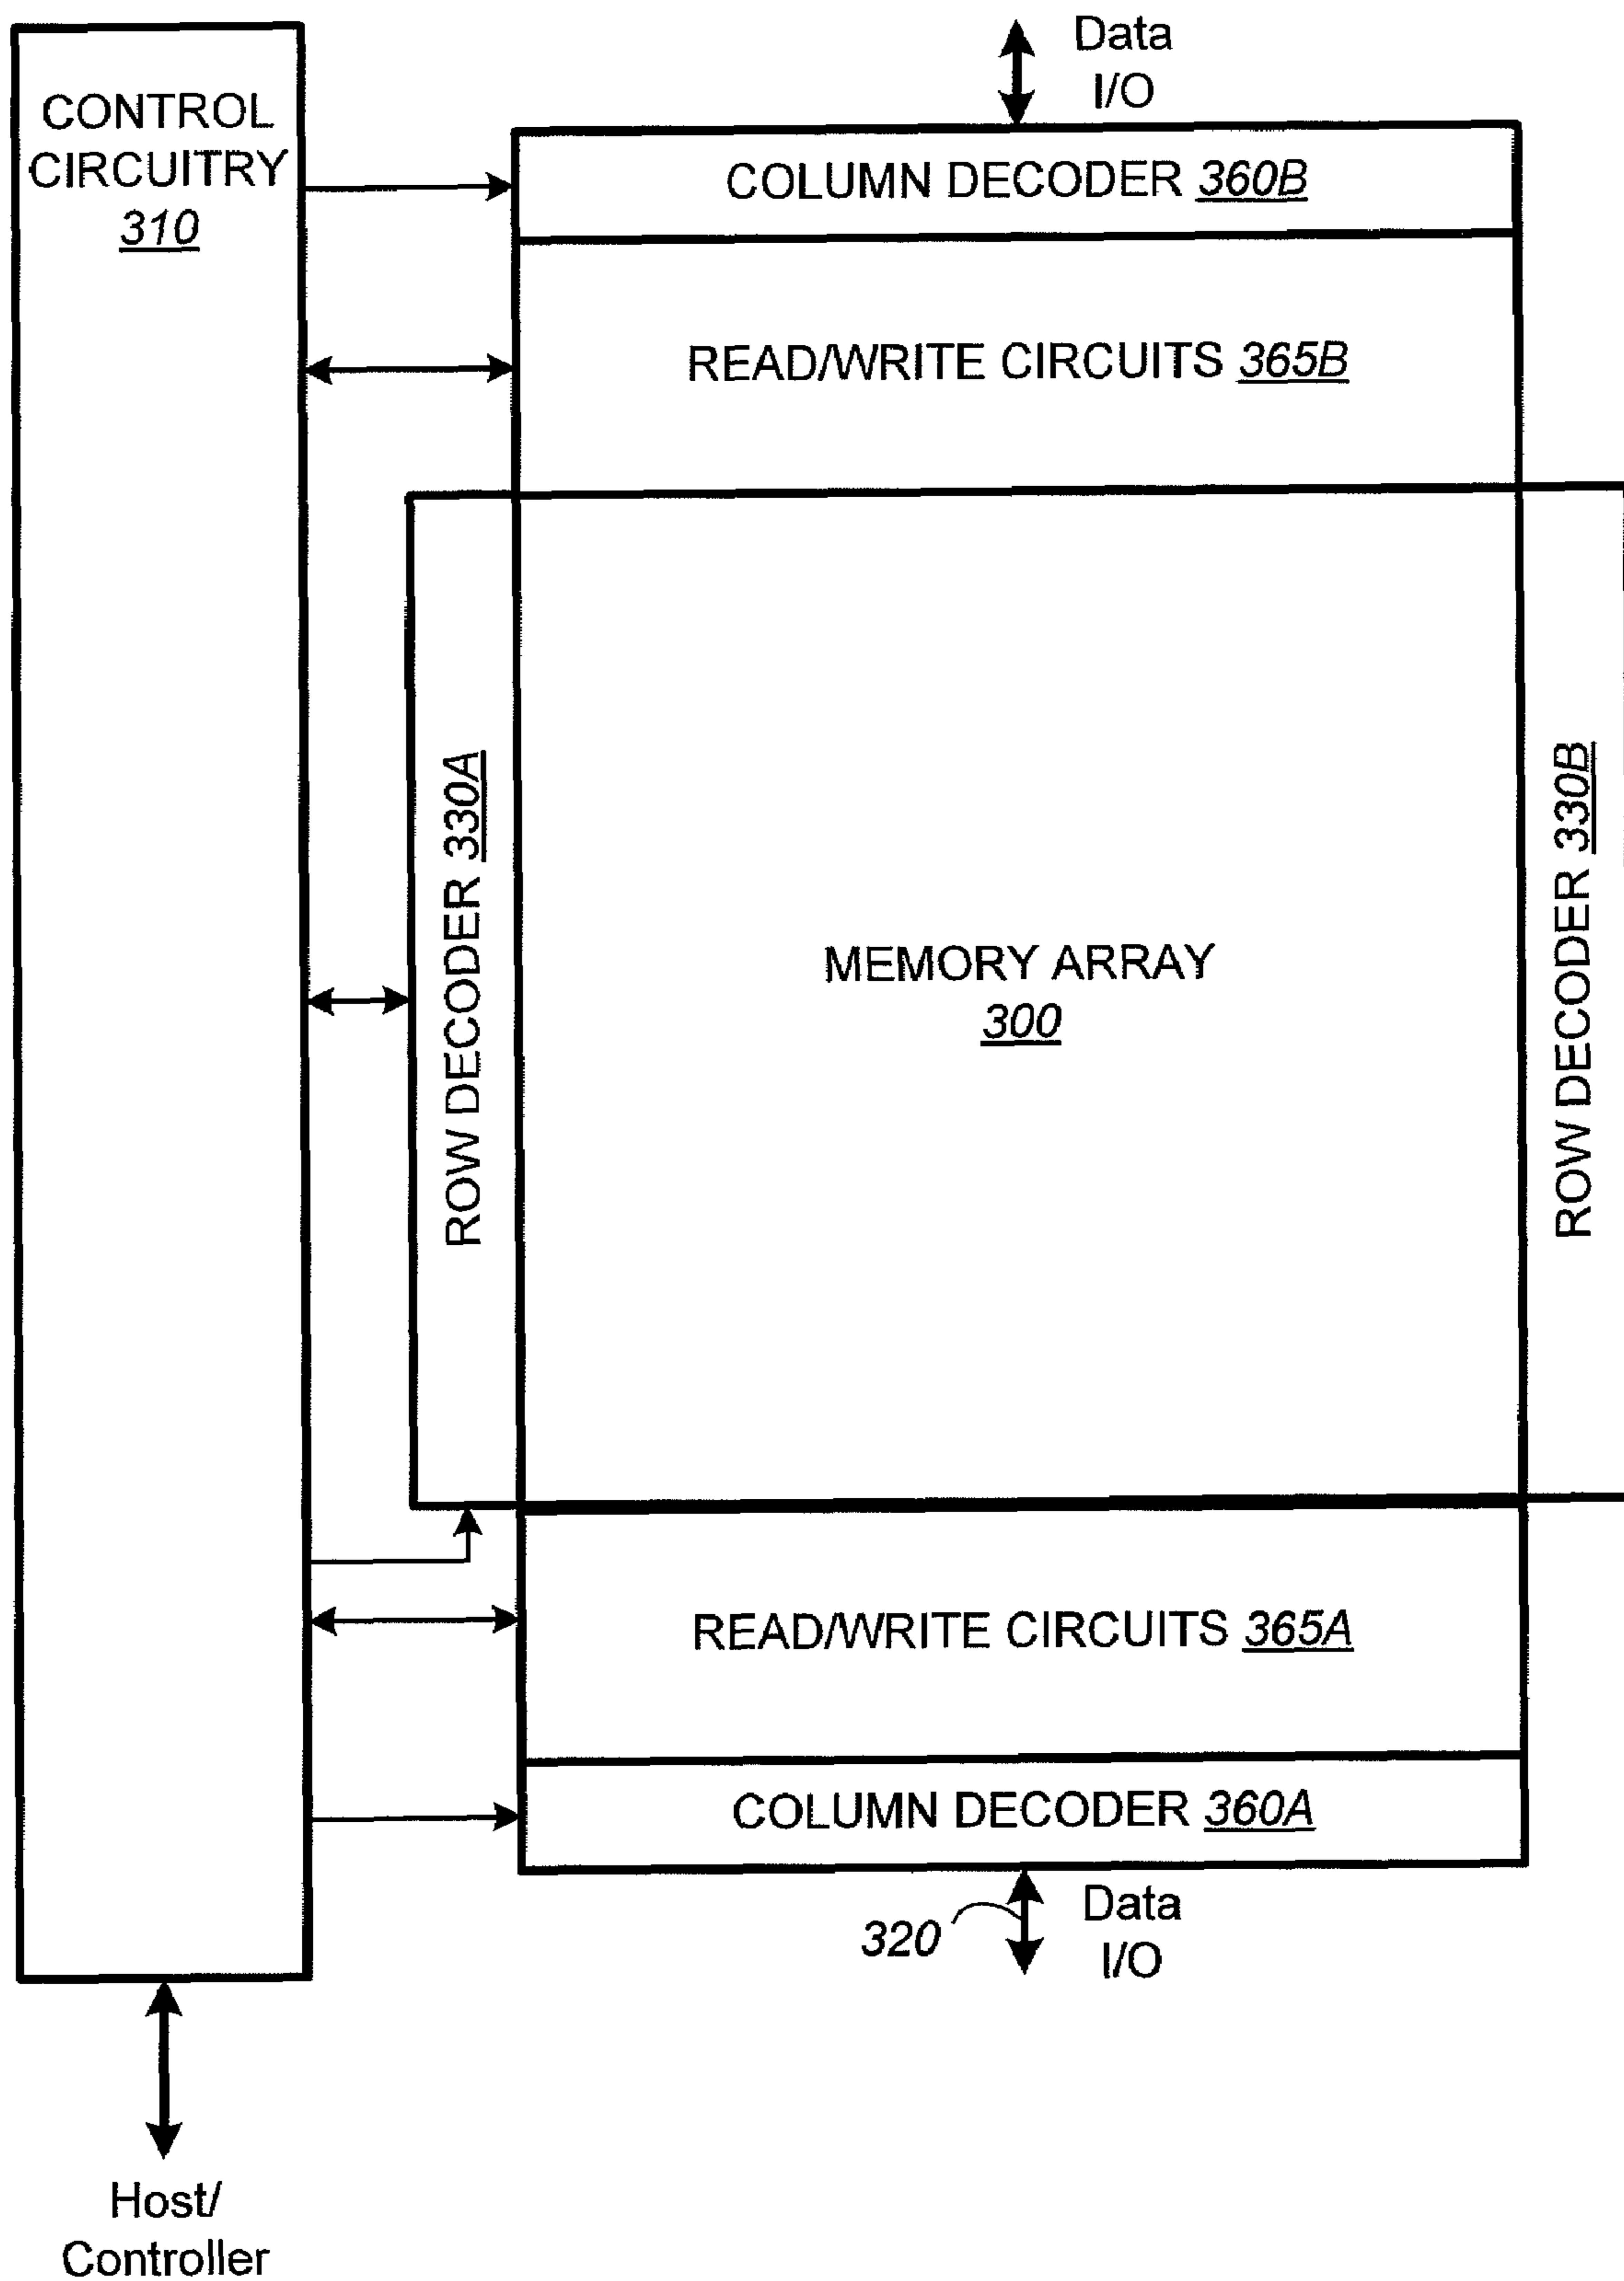 CONTROL
CIRCUITRY
310
Data
I/O
COLUMN DECODER 360B
READ/WRITE CIRCUITS 365B
ROW DECODER 330A
MEMORY ARRAY
300
ROW DECODER 330B
READ/WRITE CIRCUITS 365A
COLUMN DECODER 360A
320
Data
I/O
Host/
Controller